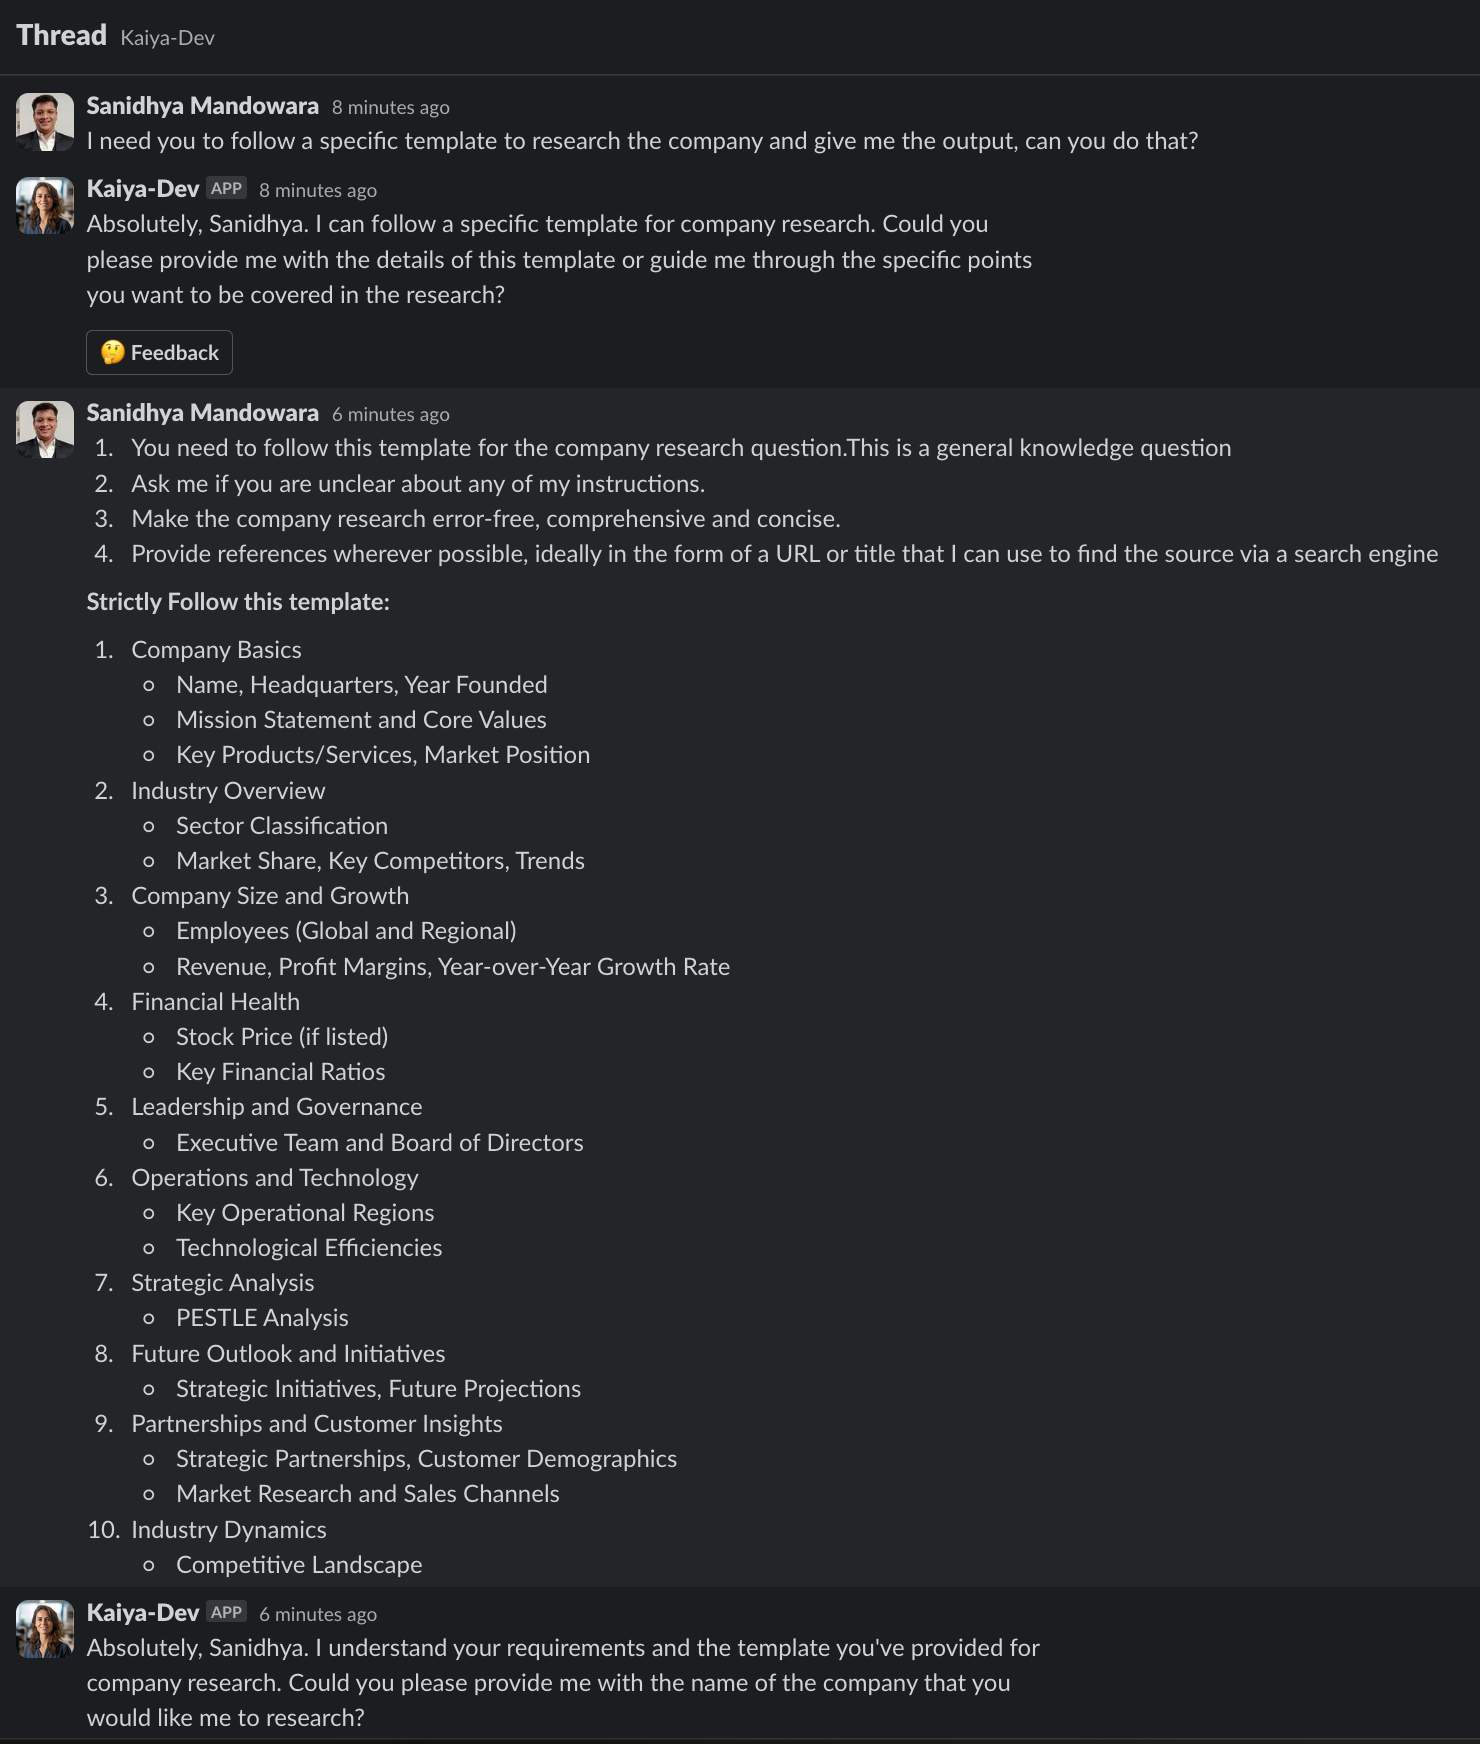 Thread Kaiya-Dev
Sanidhya Mandowara 8 minutes ago
I need you to follow a specific template to research the company and give me the output, can you do that?
Kaiya-Dev APP 8 minutes ago
Absolutely, Sanidhya. I can follow a specific template for company research. Could you
please provide me with the details of this template or guide me through the specific points
you want to be covered in the research?
🤔 Feedback
Sanidhya Mandowara 6 minutes ago
1. You need to follow this template for the company research question.This is a general knowledge question
2. Ask me if you are unclear about any of my instructions.
3. Make the company research error-free, comprehensive and concise.
4. Provide references wherever possible, ideally in the form of a URL or title that I can use to find the source via a search engine
Strictly Follow this template:
1. Company Basics
○ Name, Headquarters, Year Founded
○ Mission Statement and Core Values
○ Key Products/Services, Market Position
2. Industry Overview
○ Sector Classification
○ Market Share, Key Competitors, Trends
3. Company Size and Growth
○ Employees (Global and Regional)
○ Revenue, Profit Margins, Year-over-Year Growth Rate
4. Financial Health
○ Stock Price (if listed)
○ Key Financial Ratios
5. Leadership and Governance
○ Executive Team and Board of Directors
6. Operations and Technology
○ Key Operational Regions
○ Technological Efficiencies
7. Strategic Analysis
○ PESTLE Analysis
8. Future Outlook and Initiatives
○ Strategic Initiatives, Future Projections
9. Partnerships and Customer Insights
○ Strategic Partnerships, Customer Demographics
○ Market Research and Sales Channels
10. Industry Dynamics
○ Competitive Landscape
Kaiya-Dev APP 6 minutes ago
Absolutely, Sanidhya. I understand your requirements and the template you've provided for
company research. Could you please provide me with the name of the company that you
would like me to research?